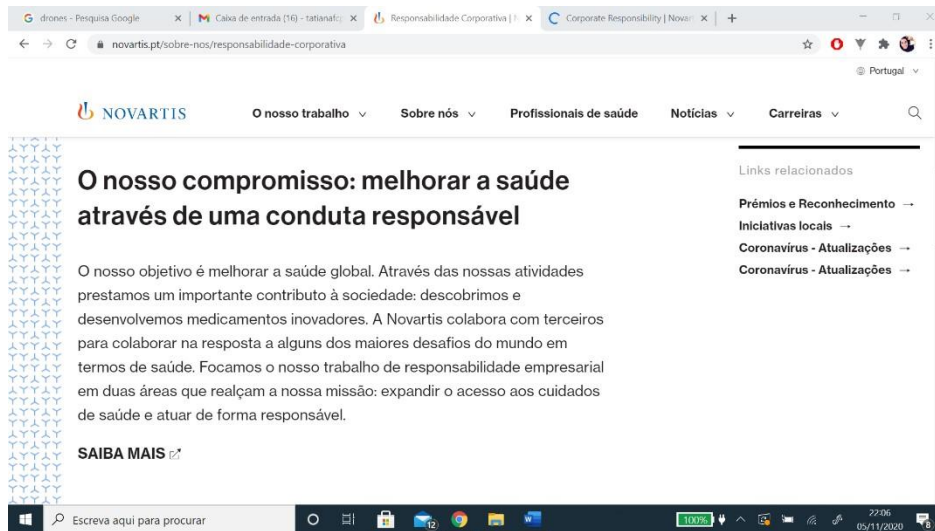 drones - Pesquisa Google
Caixa de entrada (16) - tatianafc
Responsabilidade Corporativa |
Corporate Responsibility | Novar
novartis.pt/sobre-nos/responsabilidade-corporativa
Portugal
NOVARTIS
O nosso trabalho
Sobre nós
Profissionais de saúde
Notícias
Carreiras
O nosso compromisso: melhorar a saúde
através de uma conduta responsável
O nosso objetivo é melhorar a saúde global. Através das nossas atividades
prestamos um importante contributo à sociedade: descobrimos e
desenvolvemos medicamentos inovadores. A Novartis colabora com terceiros
para colaborar na resposta a alguns dos maiores desafios do mundo em
termos de saúde. Focamos o nosso trabalho de responsabilidade empresarial
em duas áreas que realçam a nossa missão: expandir o acesso aos cuidados
de saúde e atuar de forma responsável.
SAIBA MAIS
Links relacionados
Prémios e Reconhecimento →
Iniciativas locais →
Coronavírus - Atualizações →
Coronavírus - Atualizações →
Escreva aqui para procurar
12
100%
22:06
05/11/2020
8